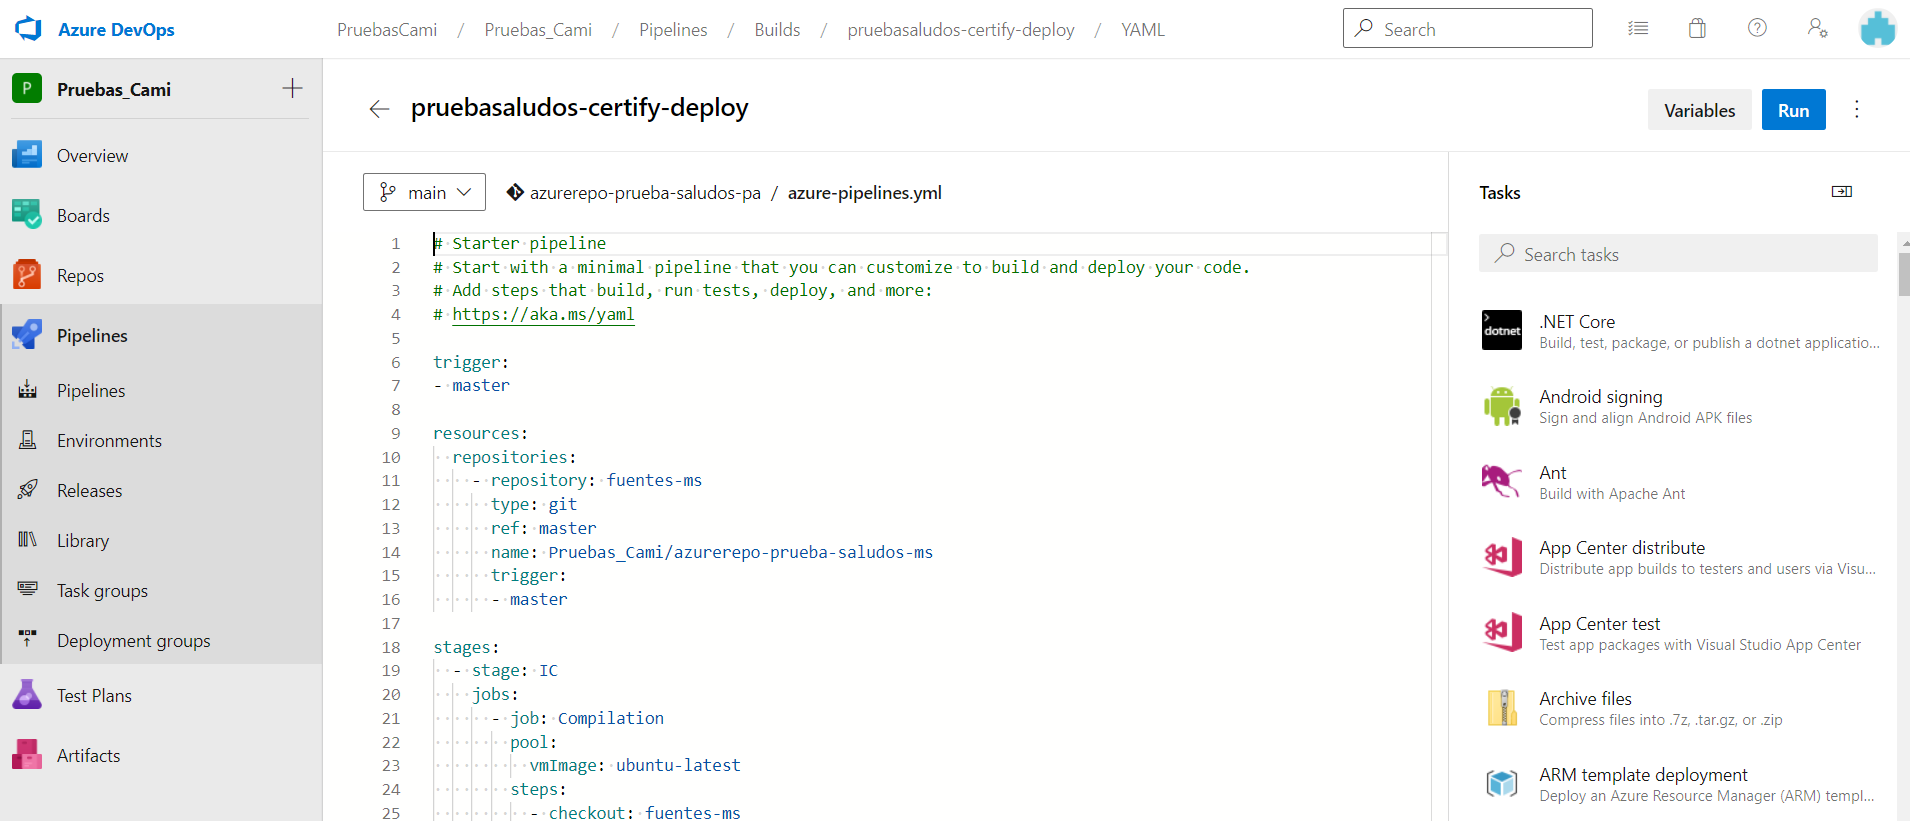 Azure DevOps
PruebasCami / Pruebas_Cami / Pipelines / Builds / pruebasaludos-certify-deploy / YAML
Search
P
Pruebas_Cami
Overview
Boards
Repos
Pipelines
Pipelines
Environments
Releases
Library
Task groups
Deployment groups
Test Plans
Artifacts
pruebasaludos-certify-deploy
Variables
Run
main
azurerepo-prueba-saludos-pa / azure-pipelines.yml
1 # Starter pipeline
2 # Start with a minimal pipeline that you can customize to build and deploy your code.
3 # Add steps that build, run tests, deploy, and more:
4 # https://aka.ms/yaml
5
6 trigger:
7 - master
8
9 resources:
10   repositories:
11     - repository: fuentes-ms
12       type: git
13       ref: master
14       name: Pruebas_Cami/azurerepo-prueba-saludos-ms
15       trigger:
16       - master
17
18 stages:
19   - stage: IC
20     jobs:
21       - job: Compilation
22         pool:
23           vmImage: ubuntu-latest
24         steps:
25           - checkout: fuentes-ms
Tasks
Search tasks
dotnet
.NET Core
Build, test, package, or publish a dotnet applicatio...
Android signing
Sign and align Android APK files
Ant
Build with Apache Ant
App Center distribute
Distribute app builds to testers and users via Visu...
App Center test
Test app packages with Visual Studio App Center
Archive files
Compress files into .7z, .tar.gz, or .zip
ARM template deployment
Deploy an Azure Resource Manager (ARM) templ...